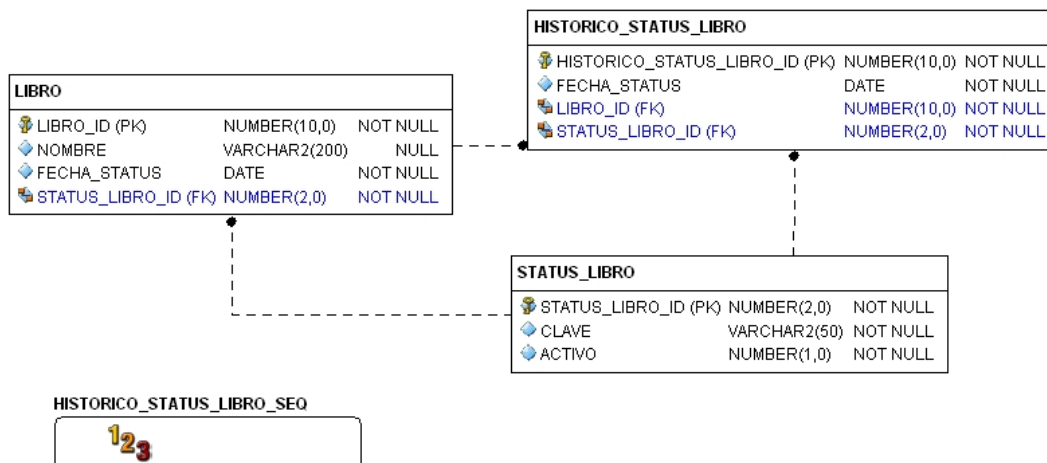 HISTORICO_STATUS_LIBRO
HISTORICO_STATUS_LIBRO_ID (PK) NUMBER(10,0) NOT NULL
FECHA_STATUS DATE NOT NULL
LIBRO_ID (FK) NUMBER(10,0) NOT NULL
STATUS_LIBRO_ID (FK) NUMBER(2,0) NOT NULL
LIBRO
LIBRO_ID (PK) NUMBER(10,0) NOT NULL
NOMBRE VARCHAR2(200) NULL
FECHA_STATUS DATE NOT NULL
STATUS_LIBRO_ID (FK) NUMBER(2,0) NOT NULL
STATUS_LIBRO
STATUS_LIBRO_ID (PK) NUMBER(2,0) NOT NULL
CLAVE VARCHAR2(50) NOT NULL
ACTIVO NUMBER(1,0) NOT NULL
HISTORICO_STATUS_LIBRO_SEQ
123